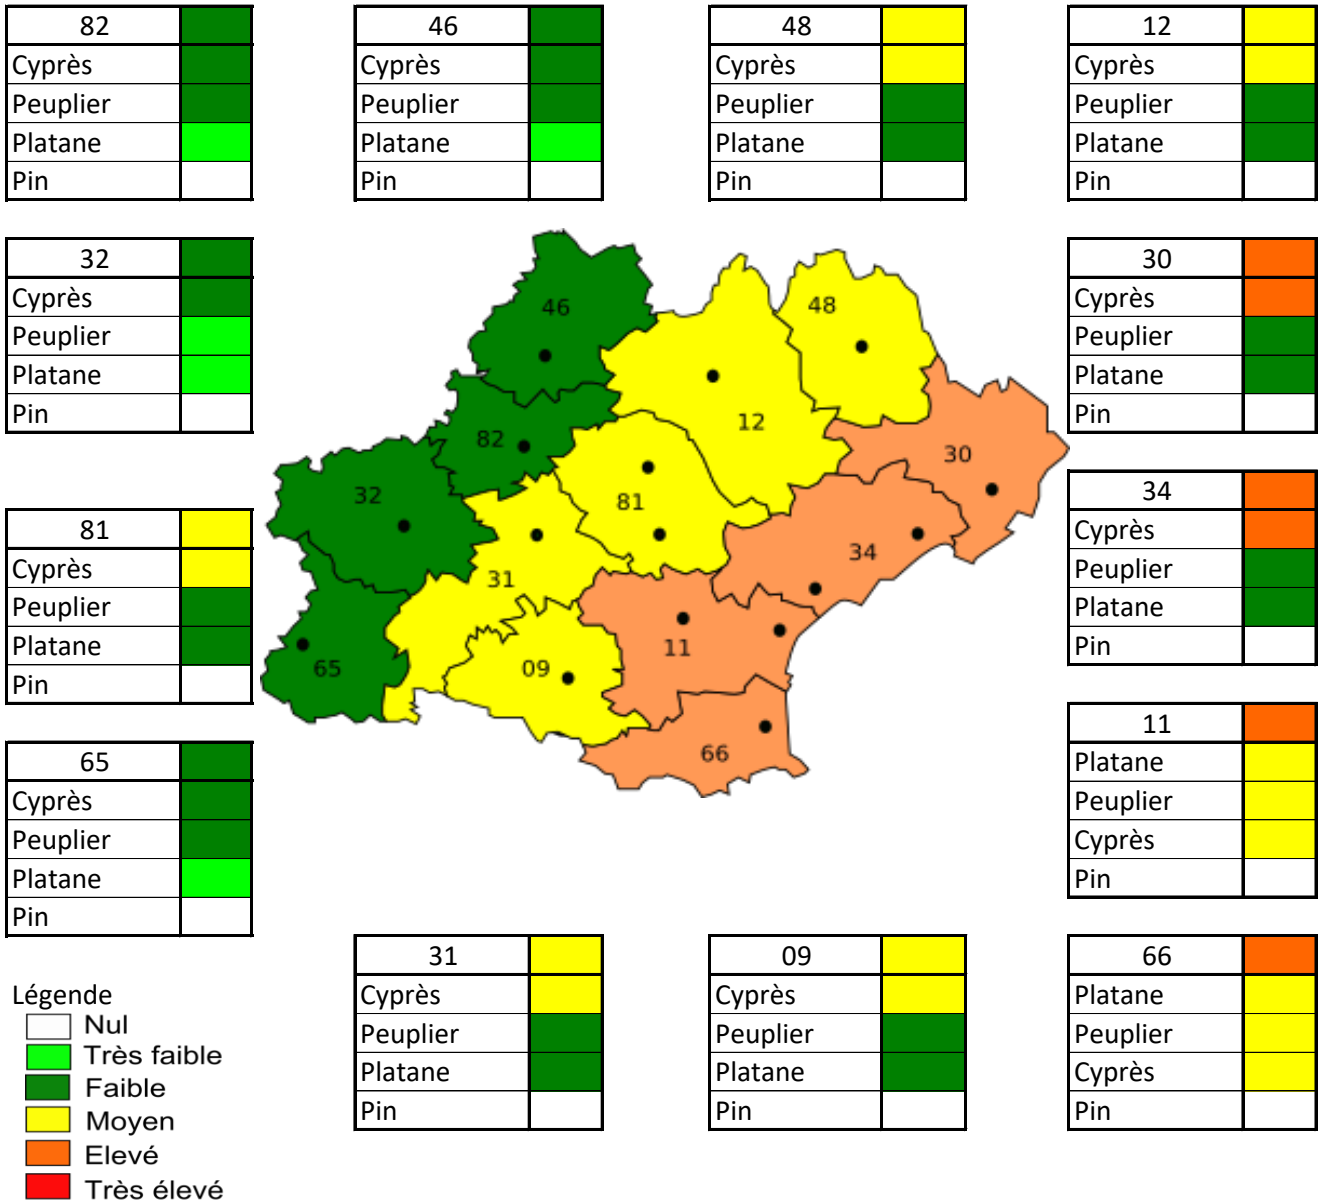 82
Cyprès
Peuplier
Platane
Pin
46
Cyprès
Peuplier
Platane
Pin
48
Cyprès
Peuplier
Platane
Pin
12
Cyprès
Peuplier
Platane
Pin
32
Cyprès
Peuplier
Platane
Pin
30
Cyprès
Peuplier
Platane
Pin
46
48
12
82
30
32
81
34
31
11
09
65
66
81
Cyprès
Peuplier
Platane
Pin
34
Cyprès
Peuplier
Platane
Pin
65
Cyprès
Peuplier
Platane
Pin
11
Platane
Peuplier
Cyprès
Pin
31
Cyprès
Peuplier
Platane
Pin
09
Cyprès
Peuplier
Platane
Pin
66
Platane
Peuplier
Cyprès
Pin
Légende
Nul
Très faible
Faible
Moyen
Elevé
Très élevé